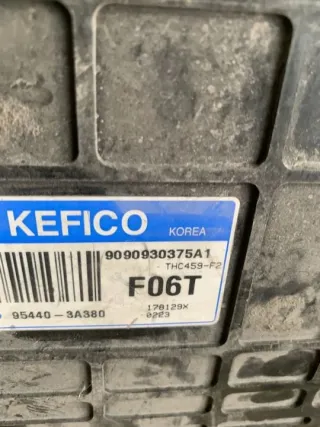 KEFICO KOREA
9090930375A1
THC459-F2
F06T
95440-3A380
170129X
0223